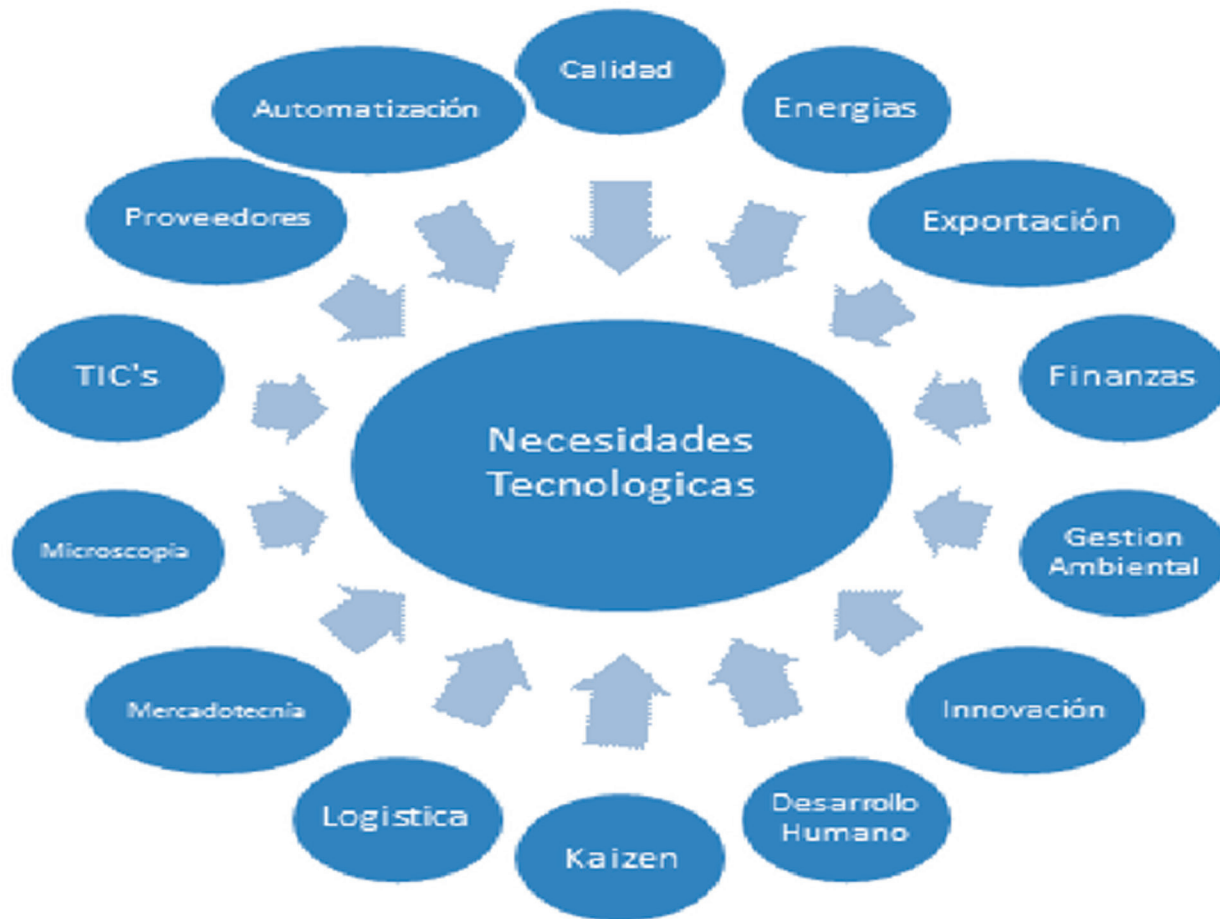 Calidad
Energias
Exportación
Finanzas
Gestion
Ambiental
Innovación
Desarrollo
Humano
Kaizen
Logistica
Mercadotecnia
Microscopia
TIC's
Proveedores
Automatización
Necesidades
Tecnologicas